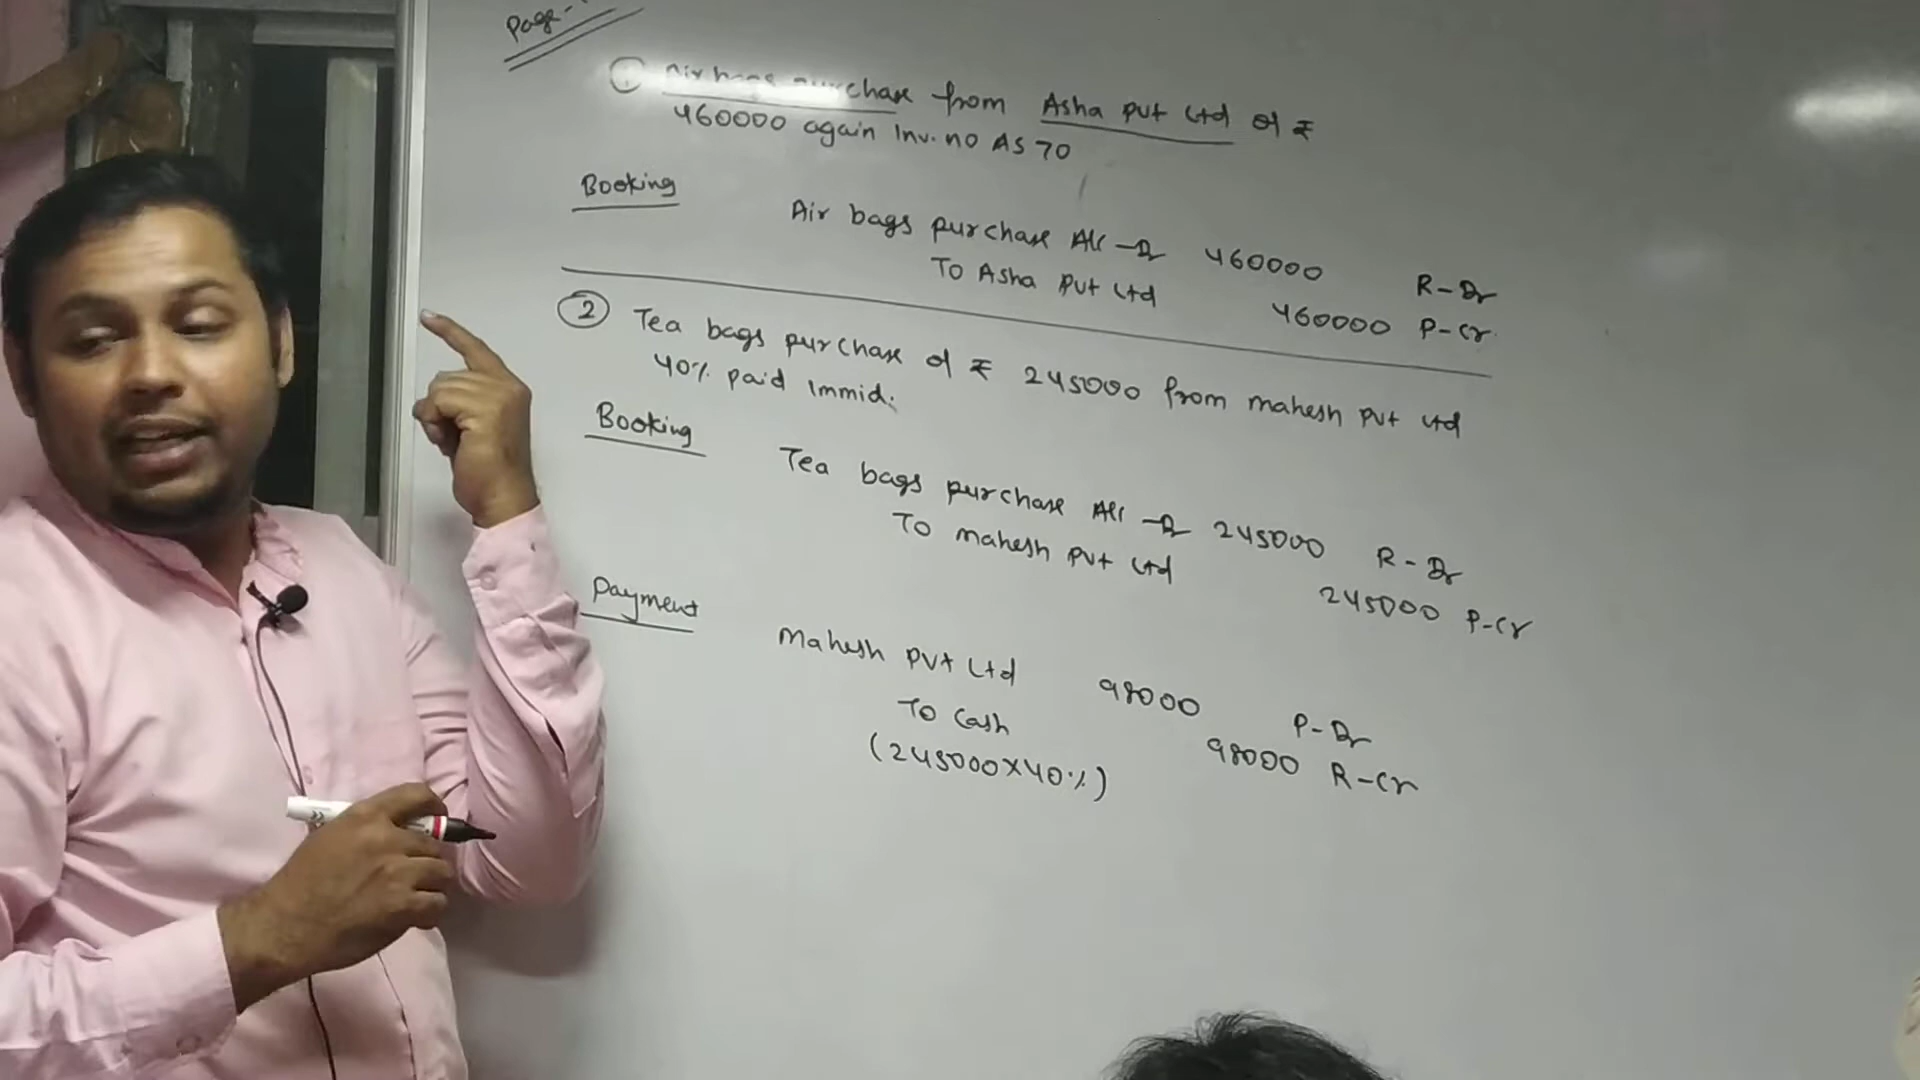 Page-
① Air bags purchase from Asha Pvt Ltd of ₹
460000 again Inv. no AS 70
Booking
Air bags purchase A/c -Dr 460000 R-Dr
To Asha Pvt Ltd 460000 P-Cr.
② Tea bags purchase of ₹ 245000 from mahesh Pvt Ltd
40% paid Immid.
Booking
Tea bags purchase A/c -Dr 245000 R-Dr
To mahesh Pvt Ltd 245000 P-Cr
Payment
Mahesh Pvt Ltd 98000 P-Dr
To Cash 98000 R-Cr
(245000X40%)